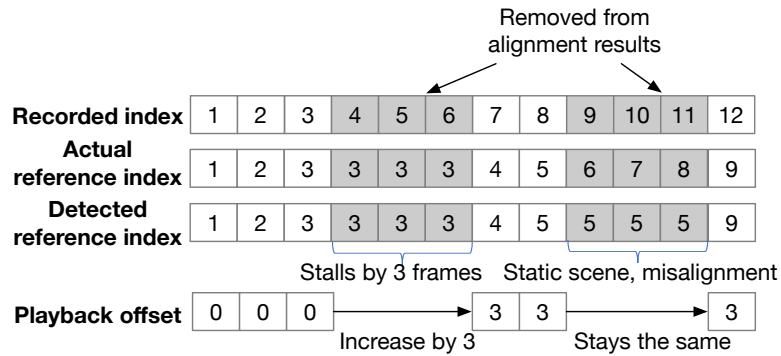 Removed from
alignment results
Recorded index 1 2 3 4 5 6 7 8 9 10 11 12
Actual
reference index 1 2 3 3 3 3 4 5 6 7 8 9
Detected
reference index 1 2 3 3 3 3 4 5 5 5 5 9
Stalls by 3 frames Static scene, misalignment
Playback offset 0 0 0 3 3 3
Increase by 3 Stays the same